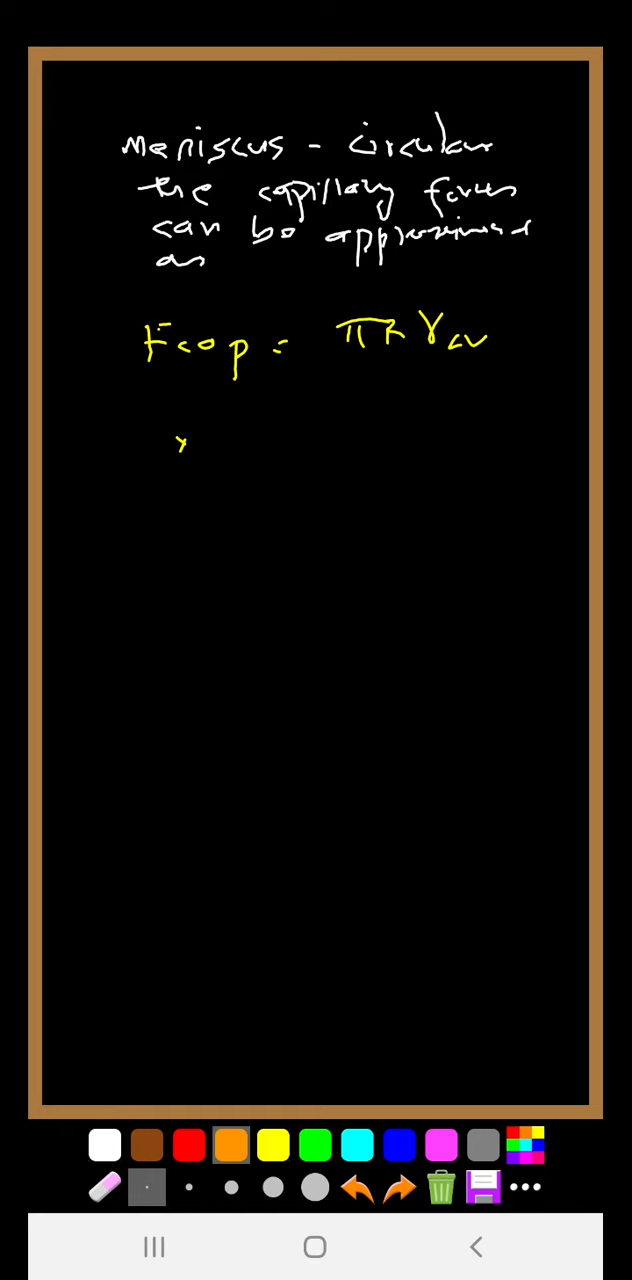 Meniscus - circular
the capillary forces
can be approximated
as
Fcap = πRγLV
x